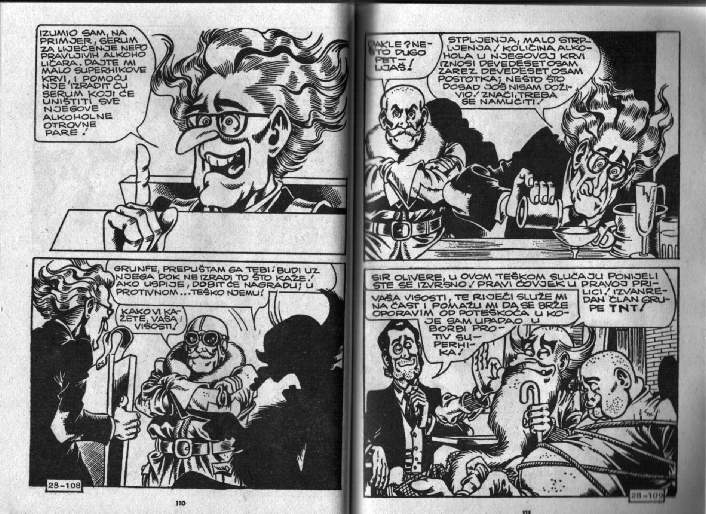 IZUMIO SAM, NA
PRIMJER, SERUM
ZA LIJEČENJE NEPO
PRAVLJIVIH ALKOHO
LIČARA. DAJTE MI
MALO SUPERHIKOVE
KRVI, I POMOĆU
NJE IZRADIT ĆU
SERUM KOJI ĆE
UNIŠTITI SVE
NJEGOVE
ALKOHOLNE
OTROVNE
PARE!
GRUNFE, PREPUŠTAM GA TEBI! BUDI UZ
NJEGA DOK NE IZRADI TO ŠTO KAŽE!
AKO USPIJE, DOBIT ĆE NAGRADU; U
PROTIVNOM...TEŠKO NJEMU!
KAKO VI KA
ŽETE, VAŠA
VISOSTI!
28-108
110
DAKLE? NE-
ŠTO DUGO
PET-
LJAŠ!
STPLJENJA, MALO STRP-
LJENJA! KOLIČINA ALKO-
HOLA U NJEGOVOJ KRVI
IZNOSI DEVEDESETOSAM
ZAREZ DEVEDESET OSAM
POSTOTKA; NEŠTO ŠTO
DOSAD JOŠ NISAM DOŽI-
VIO! ZNAČI, TREBA
SE NAMUČITI!
SIR OLIVERE, U OVOM TEŠKOM SLUČAJU PONIJELI
STE SE IZVRSNO! PRAVI ČOVJEK U PRAVOJ PRI-
LICI! IZVANRE-
DAN ČLAN GRU-
PE TNT!
VAŠA VISOSTI, TE RIJEČI SLUŽE MI
NA ČAST I POMAŽU MI DA SE BRŽE
OPORAVIM OD POTEŠKOĆA U KO-
JE SAM UPADAO U
BORBI PRO-
TIV SU-
PERHI-
KA!
28-109
111